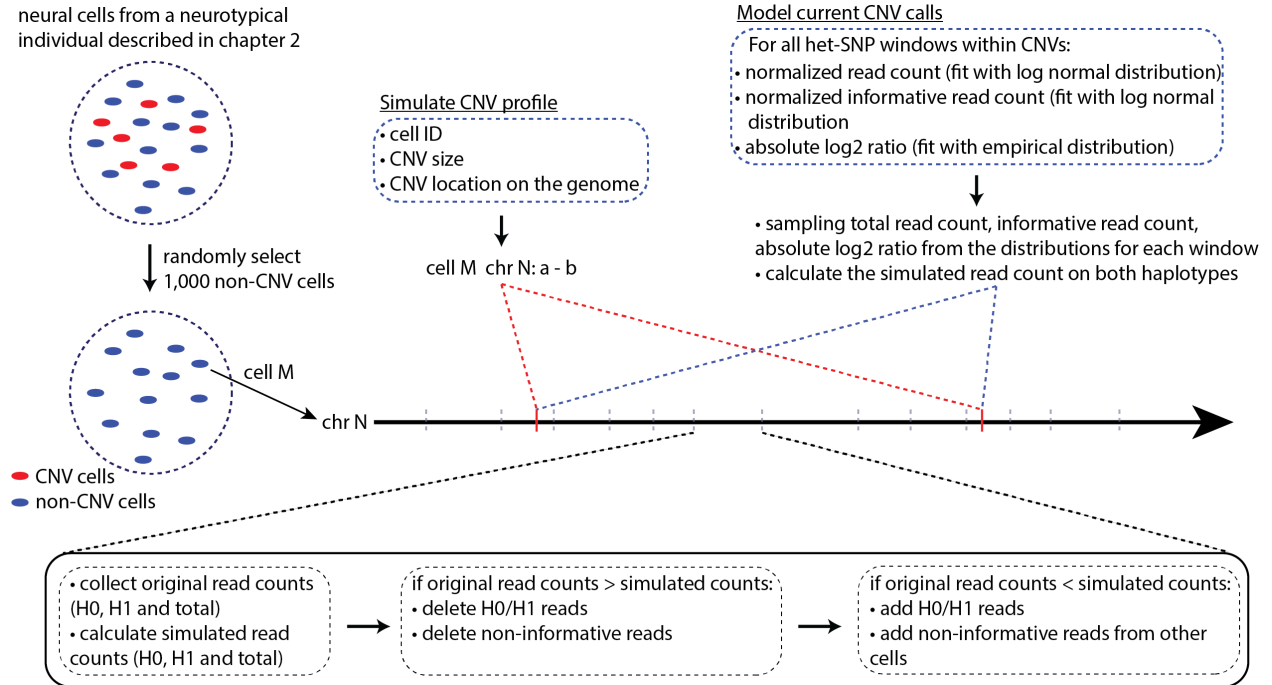 neural cells from a neurotypical
individual described in chapter 2
randomly select
1,000 non-CNV cells
cell M
CNV cells
non-CNV cells
Simulate CNV profile
• cell ID
• CNV size
• CNV location on the genome
cell M chr N: a - b
Model current CNV calls
For all het-SNP windows within CNVs:
• normalized read count (fit with log normal distribution)
• normalized informative read count (fit with log normal
distribution
• absolute log2 ratio (fit with empirical distribution)
• sampling total read count, informative read count,
absolute log2 ratio from the distributions for each window
• calculate the simulated read count on both haplotypes
chr N
• collect original read counts
(H0, H1 and total)
• calculate simulated read
counts (H0, H1 and total)
if original read counts > simulated counts:
• delete H0/H1 reads
• delete non-informative reads
if original read counts < simulated counts:
• add H0/H1 reads
• add non-informative reads from other
cells